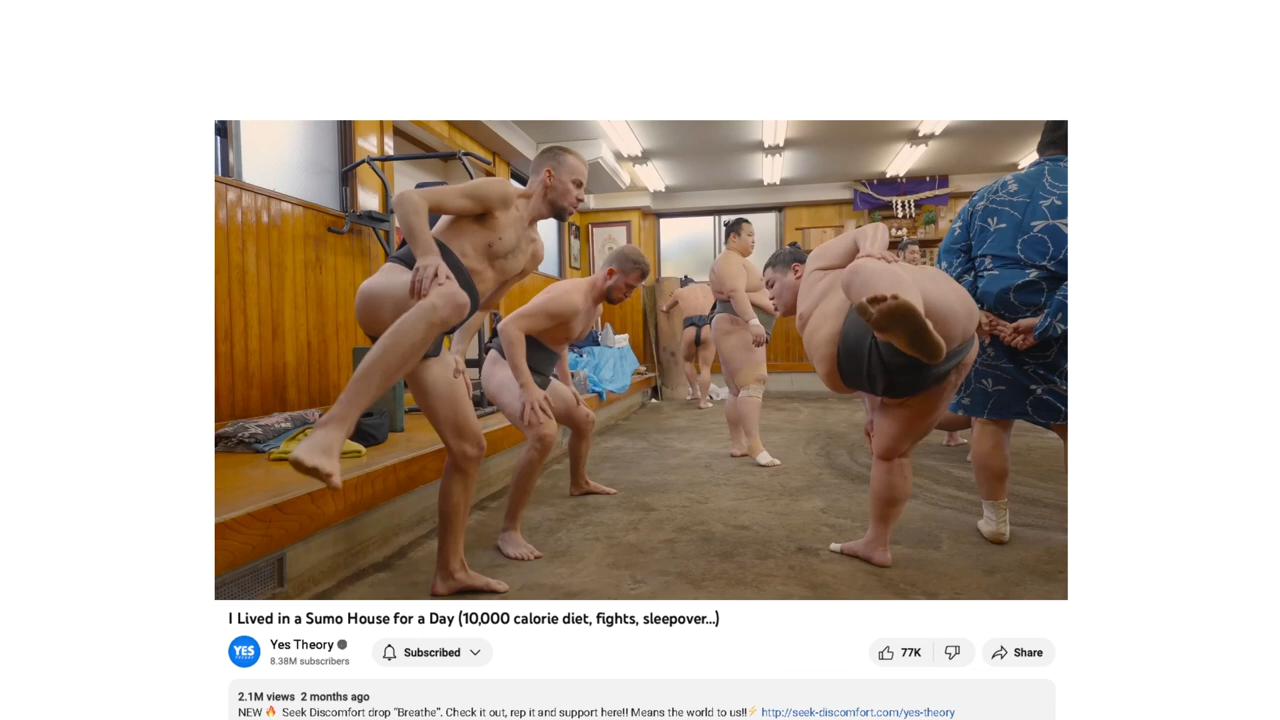 I Lived in a Sumo House for a Day (10,000 calorie diet, fights, sleepover...)
YES
THEORY
Yes Theory
8.38M subscribers
Subscribed
77K
Share
2.1M views 2 months ago
NEW 🔥 Seek Discomfort drop "Breathe". Check it out, rep it and support here!! Means the world to us!!⚡ http://seek-discomfort.com/yes-theory